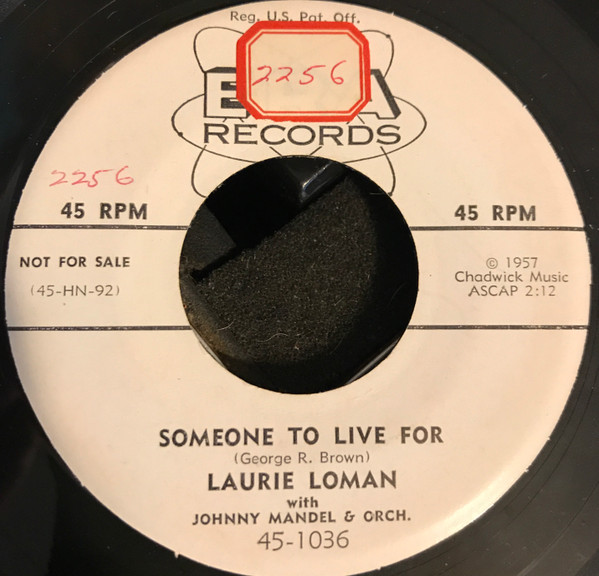 Reg. U.S. Pat. Off.
2256
RECORDS
2256
45 RPM
45 RPM
NOT FOR SALE
(45-HN-92)
© 1957
Chadwick Music
ASCAP 2:12
SOMEONE TO LIVE FOR
(George R. Brown)
LAURIE LOMAN
with
JOHNNY MANDEL & ORCH.
45-1036